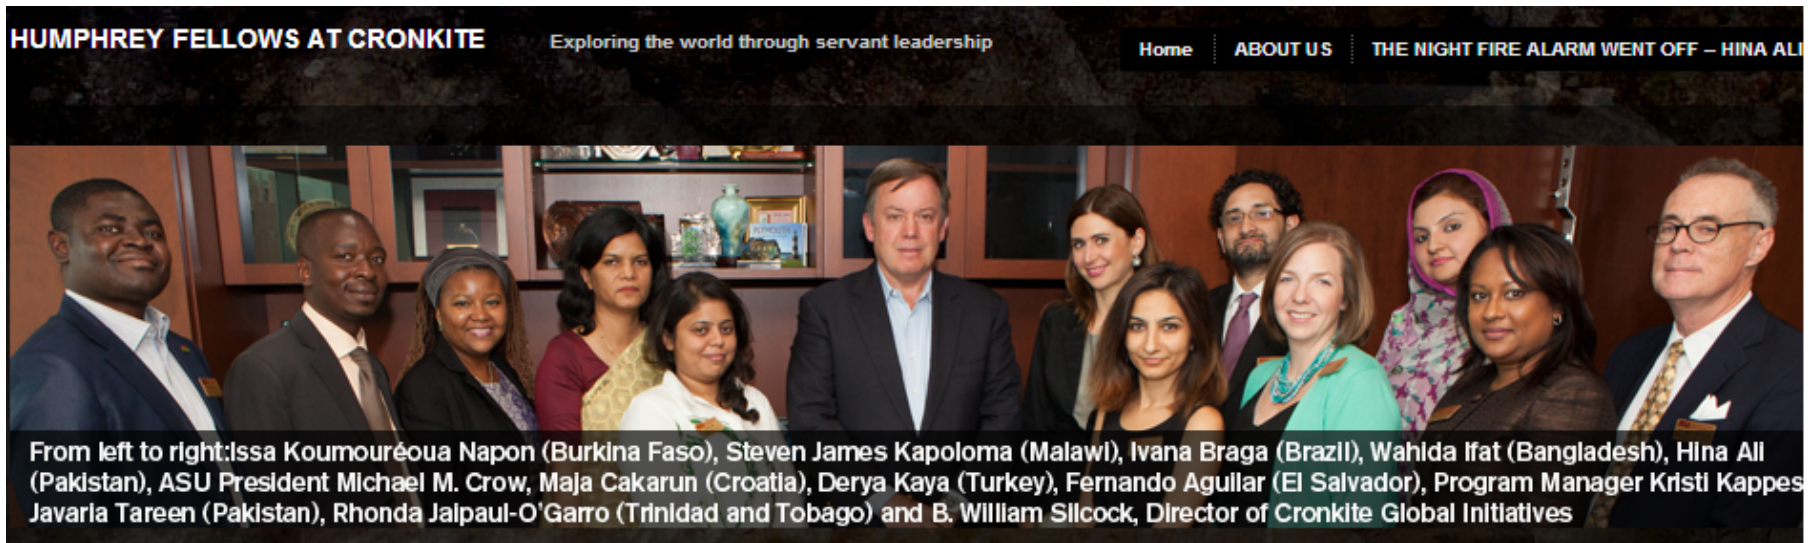 HUMPHREY FELLOWS AT CRONKITE
Exploring the world through servant leadership
Home
ABOUT US
THE NIGHT FIRE ALARM WENT OFF – HINA ALI
PLYMOUTH
From left to right:Issa Koumouréoua Napon (Burkina Faso), Steven James Kapoloma (Malawi), Ivana Braga (Brazil), Wahida Ifat (Bangladesh), Hina Ali
(Pakistan), ASU President Michael M. Crow, Maja Cakarun (Croatia), Derya Kaya (Turkey), Fernando Aguilar (El Salvador), Program Manager Kristi Kappes
Javaria Tareen (Pakistan), Rhonda Jaipaul-O'Garro (Trinidad and Tobago) and B. William Silcock, Director of Cronkite Global Initiatives